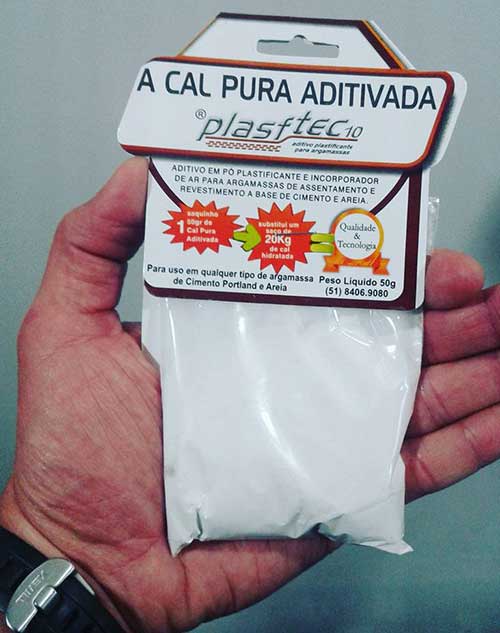 A CAL PURA ADITIVADA
® plasftec 10
aditivo plastificante
para argamassas
ADITIVO EM PÓ PLASTIFICANTE E INCORPORADOR
DE AR PARA ARGAMASSAS DE ASSENTAMENTO E
REVESTIMENTO A BASE DE CIMENTO E AREIA.
1 saquinho
50gr de
Cal Pura
Aditivada
substitui um
saco de
20Kg
de cal
hidratada
Qualidade
&
Tecnologia
Para uso em qualquer tipo de argamassa
de Cimento Portland e Areia
Peso Líquido 50g
(51) 8406.9080